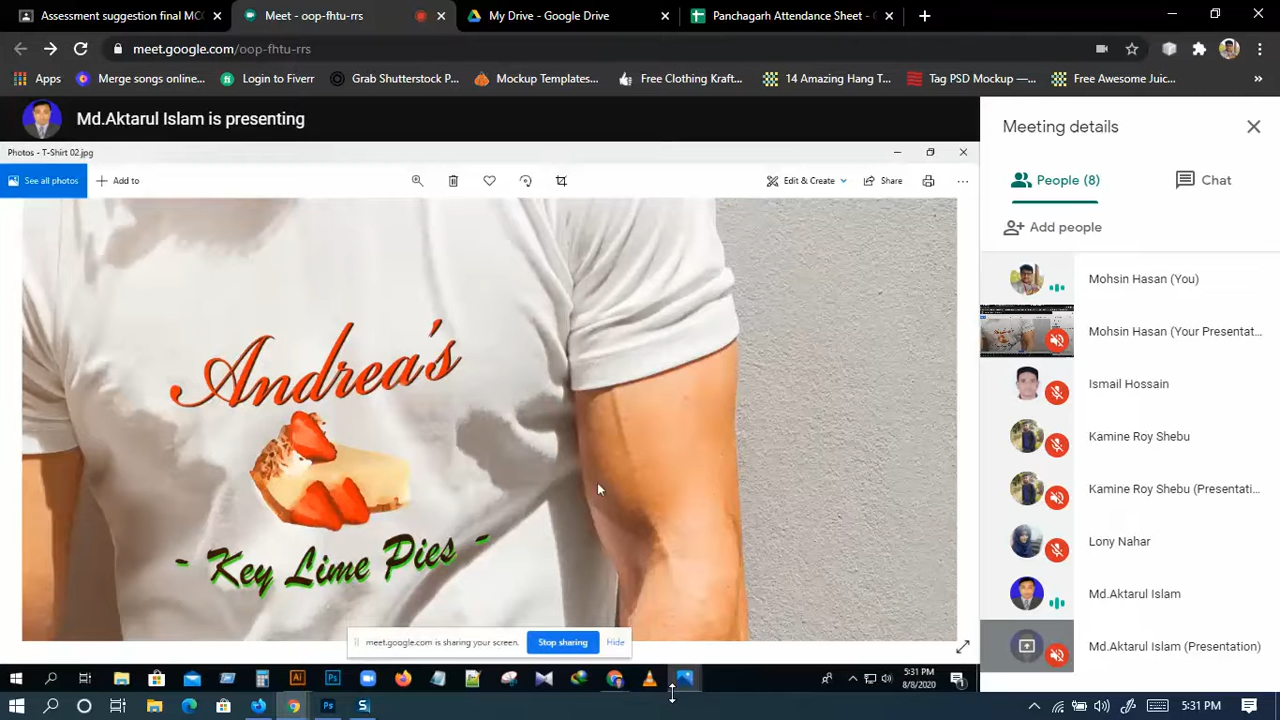 Assessment suggestion final MCQ
Meet - oop-fhtu-rrs
My Drive - Google Drive
Panchagarh Attendance Sheet - G
meet.google.com/oop-fhtu-rrs
Apps
Merge songs online...
Login to Fiverr
Grab Shutterstock P...
Mockup Templates...
Free Clothing Kraft...
14 Amazing Hang T...
Tag PSD Mockup —...
Free Awesome Juic...
Md.Aktarul Islam is presenting
Photos - T-Shirt 02.jpg
See all photos
Add to
Edit & Create
Share
Andrea's
- Key Lime Pies -
meet.google.com is sharing your screen.
Stop sharing
Hide
5:31 PM
8/8/2020
Meeting details
People (8)
Chat
Add people
Mohsin Hasan (You)
Mohsin Hasan (Your Presentat...
Ismail Hossain
Kamine Roy Shebu
Kamine Roy Shebu (Presentati...
Lony Nahar
Md.Aktarul Islam
Md.Aktarul Islam (Presentation)
5:31 PM